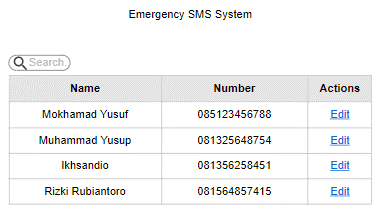 Emergency SMS System
Search.
Name Number Actions
Mokhamad Yusuf 085123456788 Edit
Muhammad Yusup 081325648754 Edit
Ikhsandio 081356258451 Edit
Rizki Rubiantoro 081564857415 Edit